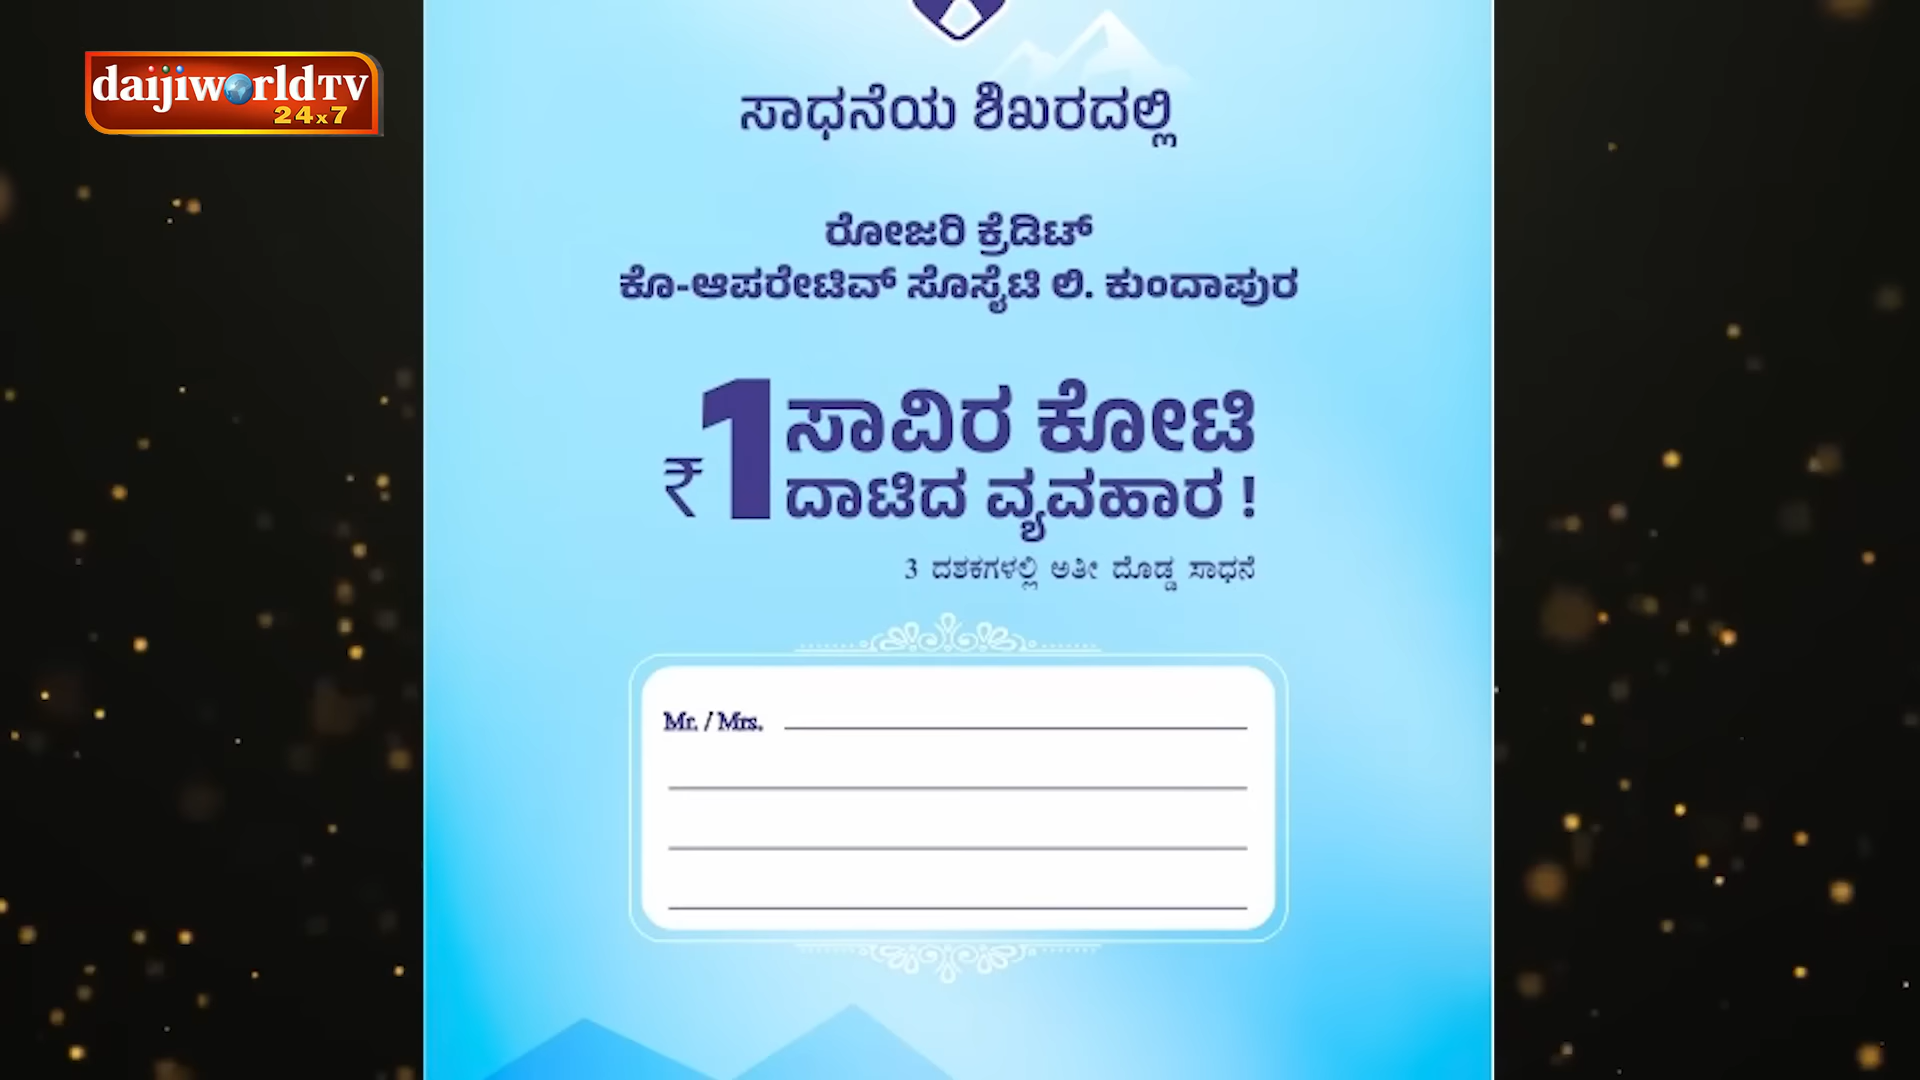 daijiworldTV
24x7
ಸಾಧನೆಯ ಶಿಖರದಲ್ಲಿ
ರೋಜರಿ ಕ್ರೆಡಿಟ್
ಕೊ-ಆಪರೇಟಿವ್ ಸೊಸೈಟಿ ಲಿ. ಕುಂದಾಪುರ
₹1 ಸಾವಿರ ಕೋಟಿ
ದಾಟಿದ ವ್ಯವಹಾರ !
3 ದಶಕಗಳಲ್ಲಿ ಅತೀ ದೊಡ್ಡ ಸಾಧನೆ
Mr. / Mrs.